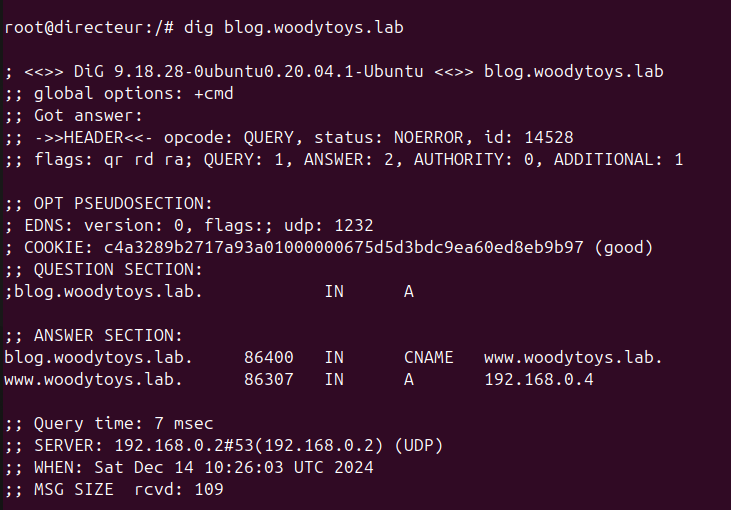 root@directeur:/# dig blog.woodytoys.lab
; <<>> DiG 9.18.28-0ubuntu0.20.04.1-Ubuntu <<>> blog.woodytoys.lab
;; global options: +cmd
;; Got answer:
;; ->>HEADER<<- opcode: QUERY, status: NOERROR, id: 14528
;; flags: qr rd ra; QUERY: 1, ANSWER: 2, AUTHORITY: 0, ADDITIONAL: 1
;; OPT PSEUDOSECTION:
; EDNS: version: 0, flags:; udp: 1232
; COOKIE: c4a3289b2717a93a01000000675d5d3bdc9ea60ed8eb9b97 (good)
;; QUESTION SECTION:
;blog.woodytoys.lab. IN A
;; ANSWER SECTION:
blog.woodytoys.lab. 86400 IN CNAME www.woodytoys.lab.
www.woodytoys.lab. 86307 IN A 192.168.0.4
;; Query time: 7 msec
;; SERVER: 192.168.0.2#53(192.168.0.2) (UDP)
;; WHEN: Sat Dec 14 10:26:03 UTC 2024
;; MSG SIZE rcvd: 109